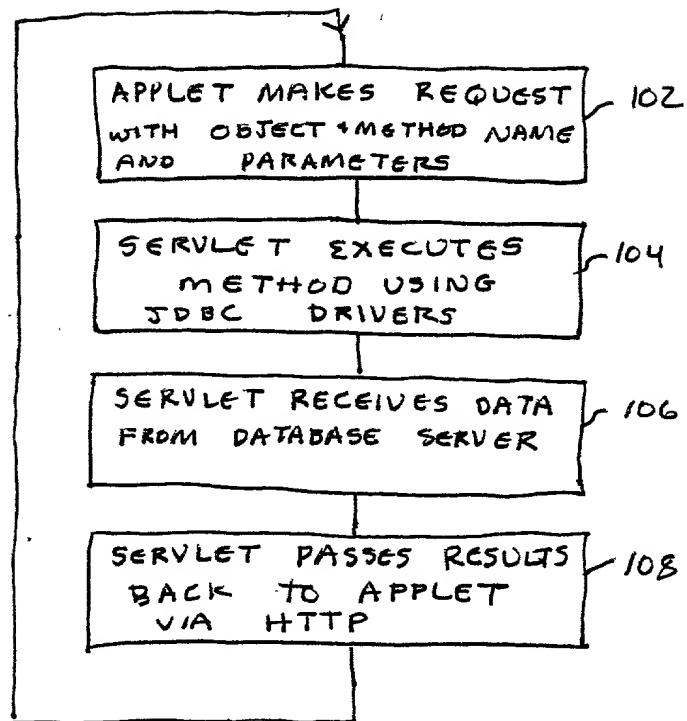 APPLET MAKES REQUEST 102
WITH OBJECT + METHOD NAME
AND PARAMETERS
SERVLET EXECUTES 104
METHOD USING
JDBC DRIVERS
SERVLET RECEIVES DATA 106
FROM DATABASE SERVER
SERVLET PASSES RESULTS 108
BACK TO APPLET
VIA HTTP